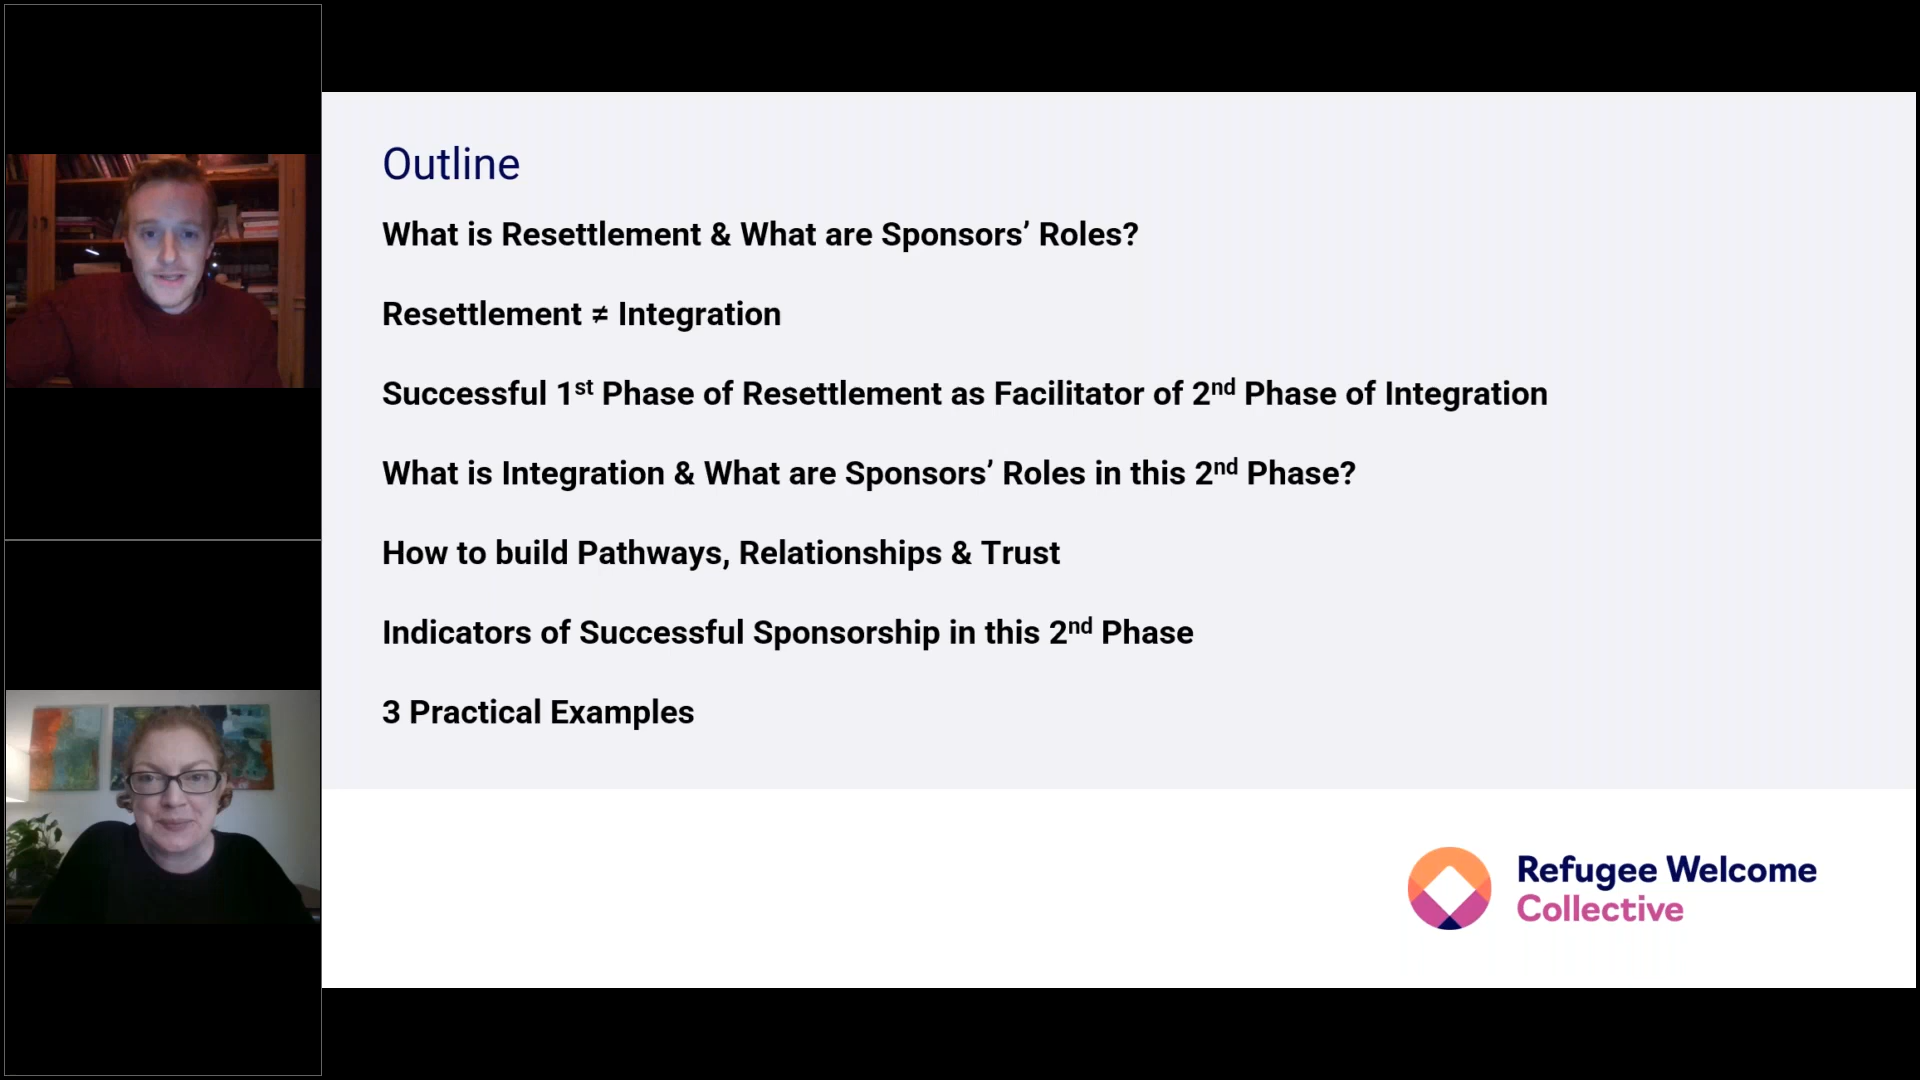 Outline
What is Resettlement & What are Sponsors’ Roles?
Resettlement ≠ Integration
Successful 1st Phase of Resettlement as Facilitator of 2nd Phase of Integration
What is Integration & What are Sponsors’ Roles in this 2nd Phase?
How to build Pathways, Relationships & Trust
Indicators of Successful Sponsorship in this 2nd Phase
3 Practical Examples
Refugee Welcome
Collective